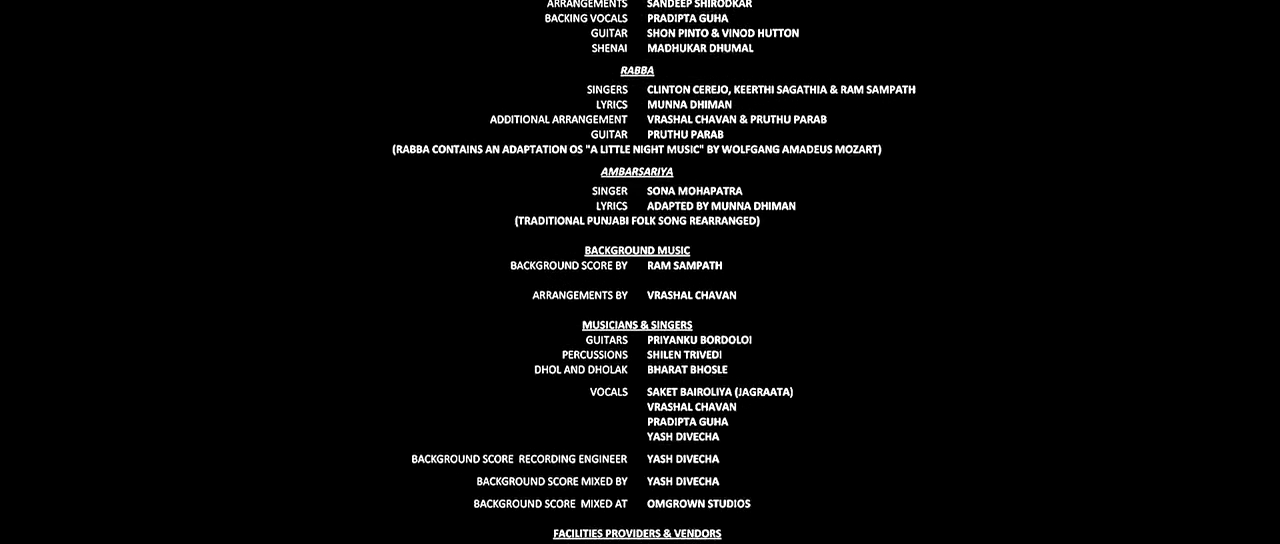 ARRANGEMENTS SANDEEP SHIRODKAR
BACKING VOCALS PRADIPTA GUHA
GUITAR SHON PINTO & VINOD HUTTON
SHENAI MADHUKAR DHUMAL
RABBA
SINGERS CLINTON CEREJO, KEERTHI SAGATHIA & RAM SAMPATH
LYRICS MUNNA DHIMAN
ADDITIONAL ARRANGEMENT VRASHAL CHAVAN & PRUTHU PARAB
GUITAR PRUTHU PARAB
(RABBA CONTAINS AN ADAPTATION OS "A LITTLE NIGHT MUSIC" BY WOLFGANG AMADEUS MOZART)
AMBARSARIYA
SINGER SONA MOHAPATRA
LYRICS ADAPTED BY MUNNA DHIMAN
(TRADITIONAL PUNJABI FOLK SONG REARRANGED)
BACKGROUND MUSIC
BACKGROUND SCORE BY RAM SAMPATH
ARRANGEMENTS BY VRASHAL CHAVAN
MUSICIANS & SINGERS
GUITARS PRIYANKU BORDOLOI
PERCUSSIONS SHILEN TRIVEDI
DHOL AND DHOLAK BHARAT BHOSLE
VOCALS SAKET BAIROLIYA (JAGRAATA)
VRASHAL CHAVAN
PRADIPTA GUHA
YASH DIVECHA
BACKGROUND SCORE RECORDING ENGINEER YASH DIVECHA
BACKGROUND SCORE MIXED BY YASH DIVECHA
BACKGROUND SCORE MIXED AT OMGROWN STUDIOS
FACILITIES PROVIDERS & VENDORS